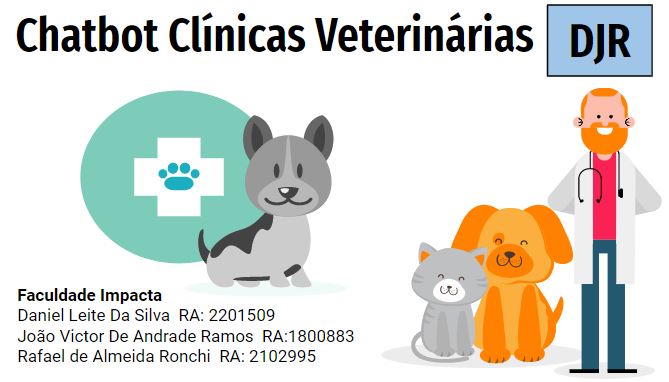 Chatbot Clínicas Veterinárias
DJR
Faculdade Impacta
Daniel Leite Da Silva  RA: 2201509
João Victor De Andrade Ramos  RA:1800883
Rafael de Almeida Ronchi  RA: 2102995